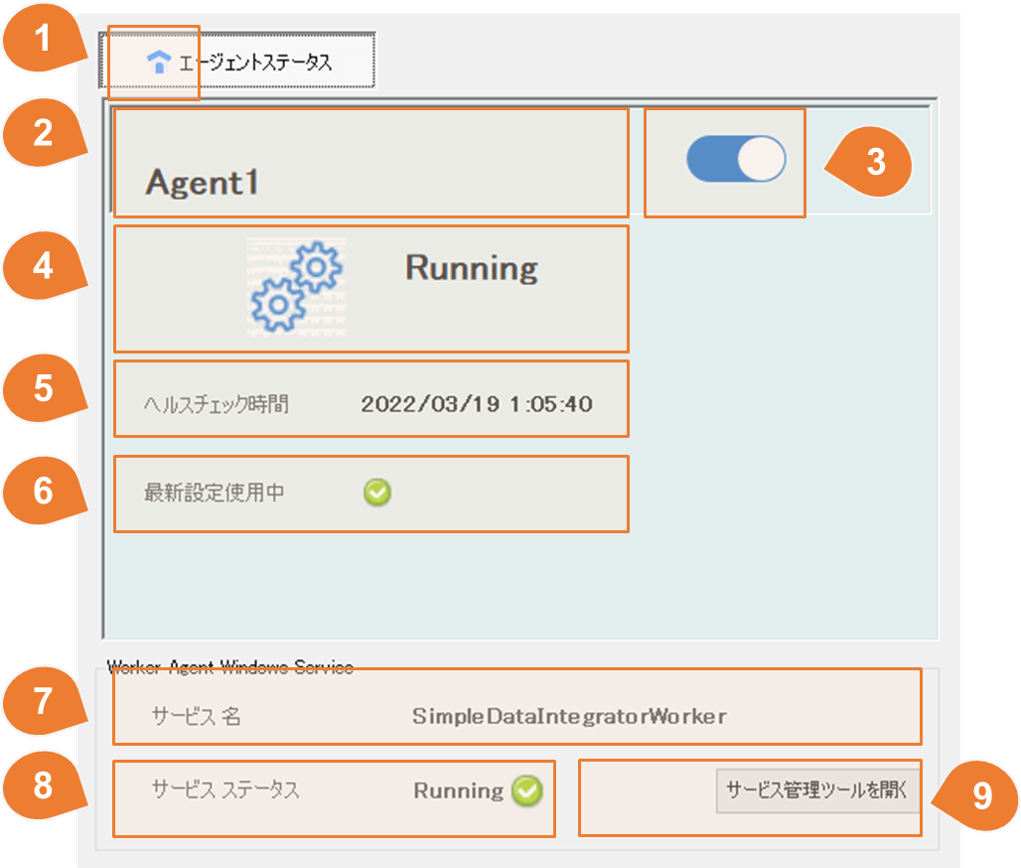 1
エージェントステータス
2
Agent1
3
4
Running
5
ヘルスチェック時間 2022/03/19 1:05:40
6
最新設定使用中
Worker Agent Windows Service
7
サービス 名 SimpleDataIntegratorWorker
8
サービス ステータス Running
サービス管理ツールを開く
9